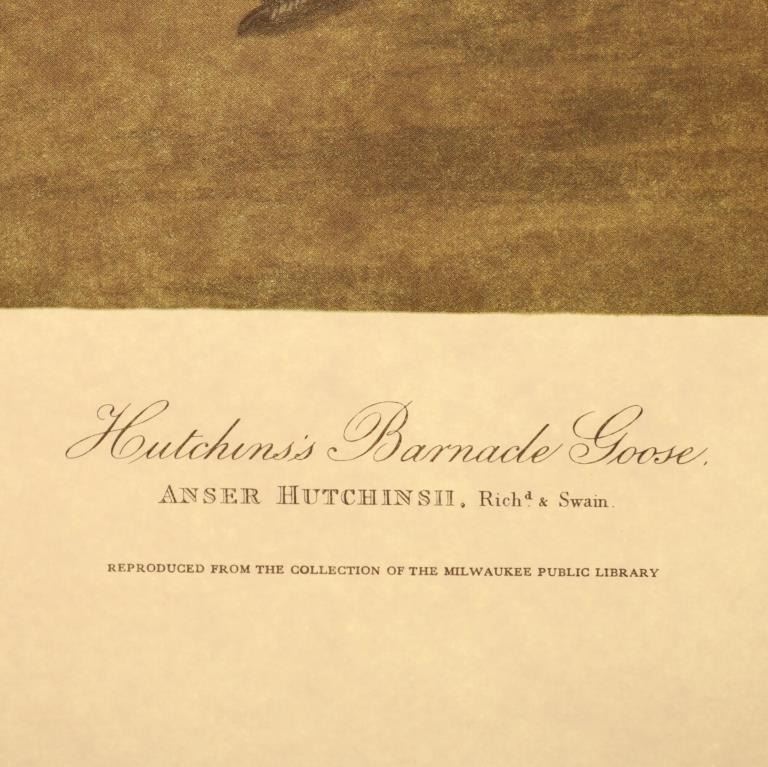 Hutchins's Barnacle Goose.
ANSER HUTCHINSII, Richd. & Swain.
REPRODUCED FROM THE COLLECTION OF THE MILWAUKEE PUBLIC LIBRARY